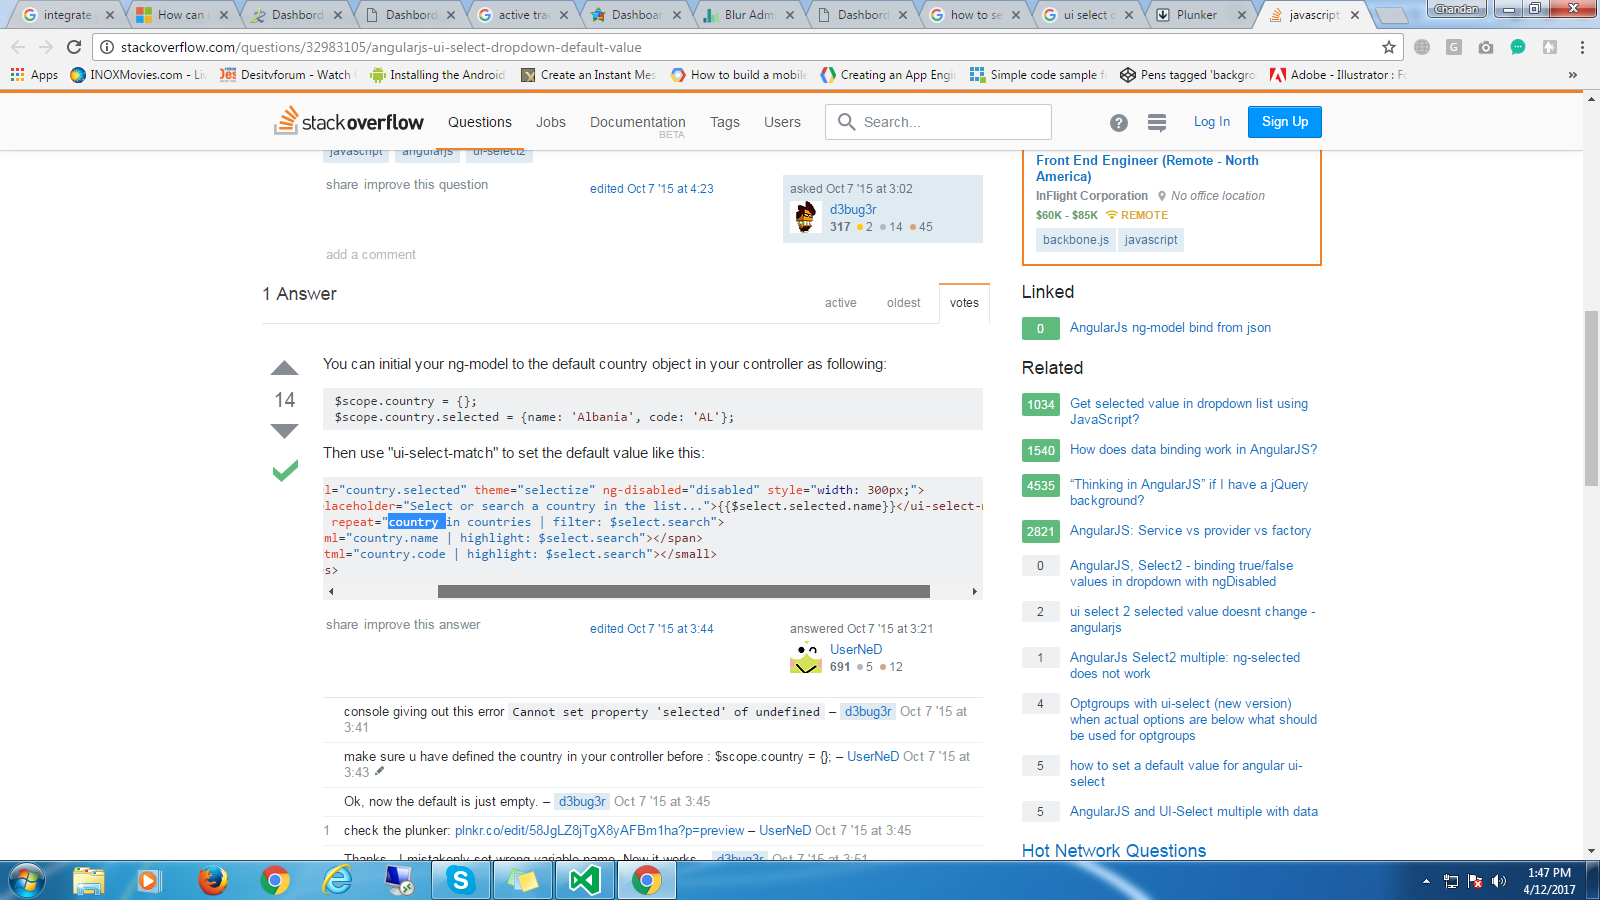 integrate
How can i
Dashbord
Dashbord
active tra
Dashboar
Blur Adm
Dashbord
how to se
ui select c
Plunker
javascript
Chandan
stackoverflow.com/questions/32983105/angularjs-ui-select-dropdown-default-value
Apps
INOXMovies.com - Liv
Desitvforum - Watch
Installing the Android
Create an Instant Mes
How to build a mobile
Creating an App Engi
Simple code sample f
Pens tagged 'backgro
Adobe - Illustrator : Fo
»
stackoverflow
Questions
Jobs
Documentation
BETA
Tags
Users
Search...
Log In
Sign Up
javascript angularjs ui-select2
share improve this question
edited Oct 7 '15 at 4:23
asked Oct 7 '15 at 3:02
d3bug3r
317 2 14 45
add a comment
1 Answer
active
oldest
votes
You can initial your ng-model to the default country object in your controller as following:
14
$scope.country = {};
$scope.country.selected = {name: 'Albania', code: 'AL'};
Then use "ui-select-match" to set the default value like this:
l="country.selected" theme="selectize" ng-disabled="disabled" style="width: 300px;">
laceholder="Select or search a country in the list...">{{$select.selected.name}}</ui-select-m
repeat="country in countries | filter: $select.search">
ml="country.name | highlight: $select.search"></span>
tml="country.code | highlight: $select.search"></small>
s>
share improve this answer
edited Oct 7 '15 at 3:44
answered Oct 7 '15 at 3:21
UserNeD
691 5 12
console giving out this error Cannot set property 'selected' of undefined – d3bug3r Oct 7 '15 at
3:41
make sure u have defined the country in your controller before : $scope.country = {}; – UserNeD Oct 7 '15 at
3:43
Ok, now the default is just empty. – d3bug3r Oct 7 '15 at 3:45
1 check the plunker: plnkr.co/edit/58JgLZ8jTgX8yAFBm1ha?p=preview – UserNeD Oct 7 '15 at 3:45
Thanks.. I mistakenly set wrong variable name. Now it works – d3bug3r Oct 7 '15 at 3:51
Front End Engineer (Remote - North
America)
InFlight Corporation No office location
$60K - $85K REMOTE
backbone.js javascript
Linked
0 AngularJs ng-model bind from json
Related
1034 Get selected value in dropdown list using
JavaScript?
1540 How does data binding work in AngularJS?
4535 “Thinking in AngularJS” if I have a jQuery
background?
2821 AngularJS: Service vs provider vs factory
0 AngularJS, Select2 - binding true/false
values in dropdown with ngDisabled
2 ui select 2 selected value doesnt change -
angularjs
1 AngularJs Select2 multiple: ng-selected
does not work
4 Optgroups with ui-select (new version)
when actual options are below what should
be used for optgroups
5 how to set a default value for angular ui-
select
5 AngularJS and UI-Select multiple with data
Hot Network Questions
1:47 PM
4/12/2017